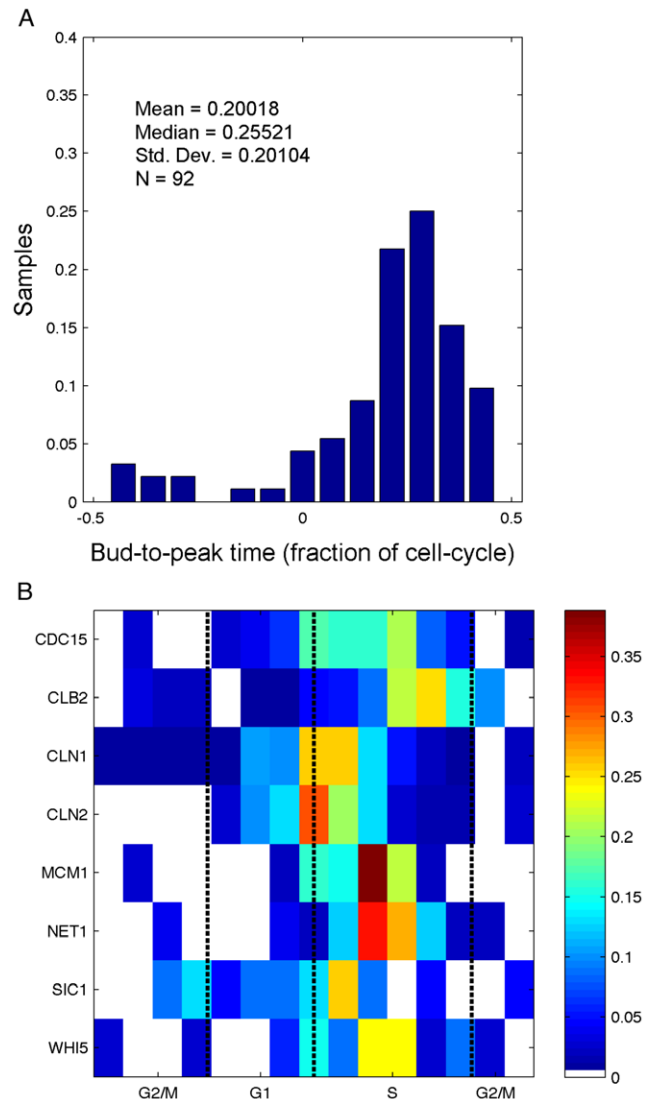 A
0.4
0.35
0.3
0.25
0.2
0.15
0.1
0.05
0
Samples
Mean = 0.20018
Median = 0.25521
Std. Dev. = 0.20104
N = 92
-0.5
0
0.5
Bud-to-peak time (fraction of cell-cycle)
B
CDC15
CLB2
CLN1
CLN2
MCM1
NET1
SIC1
WHI5
G2/M
G1
S
G2/M
0.35
0.3
0.25
0.2
0.15
0.1
0.05
0